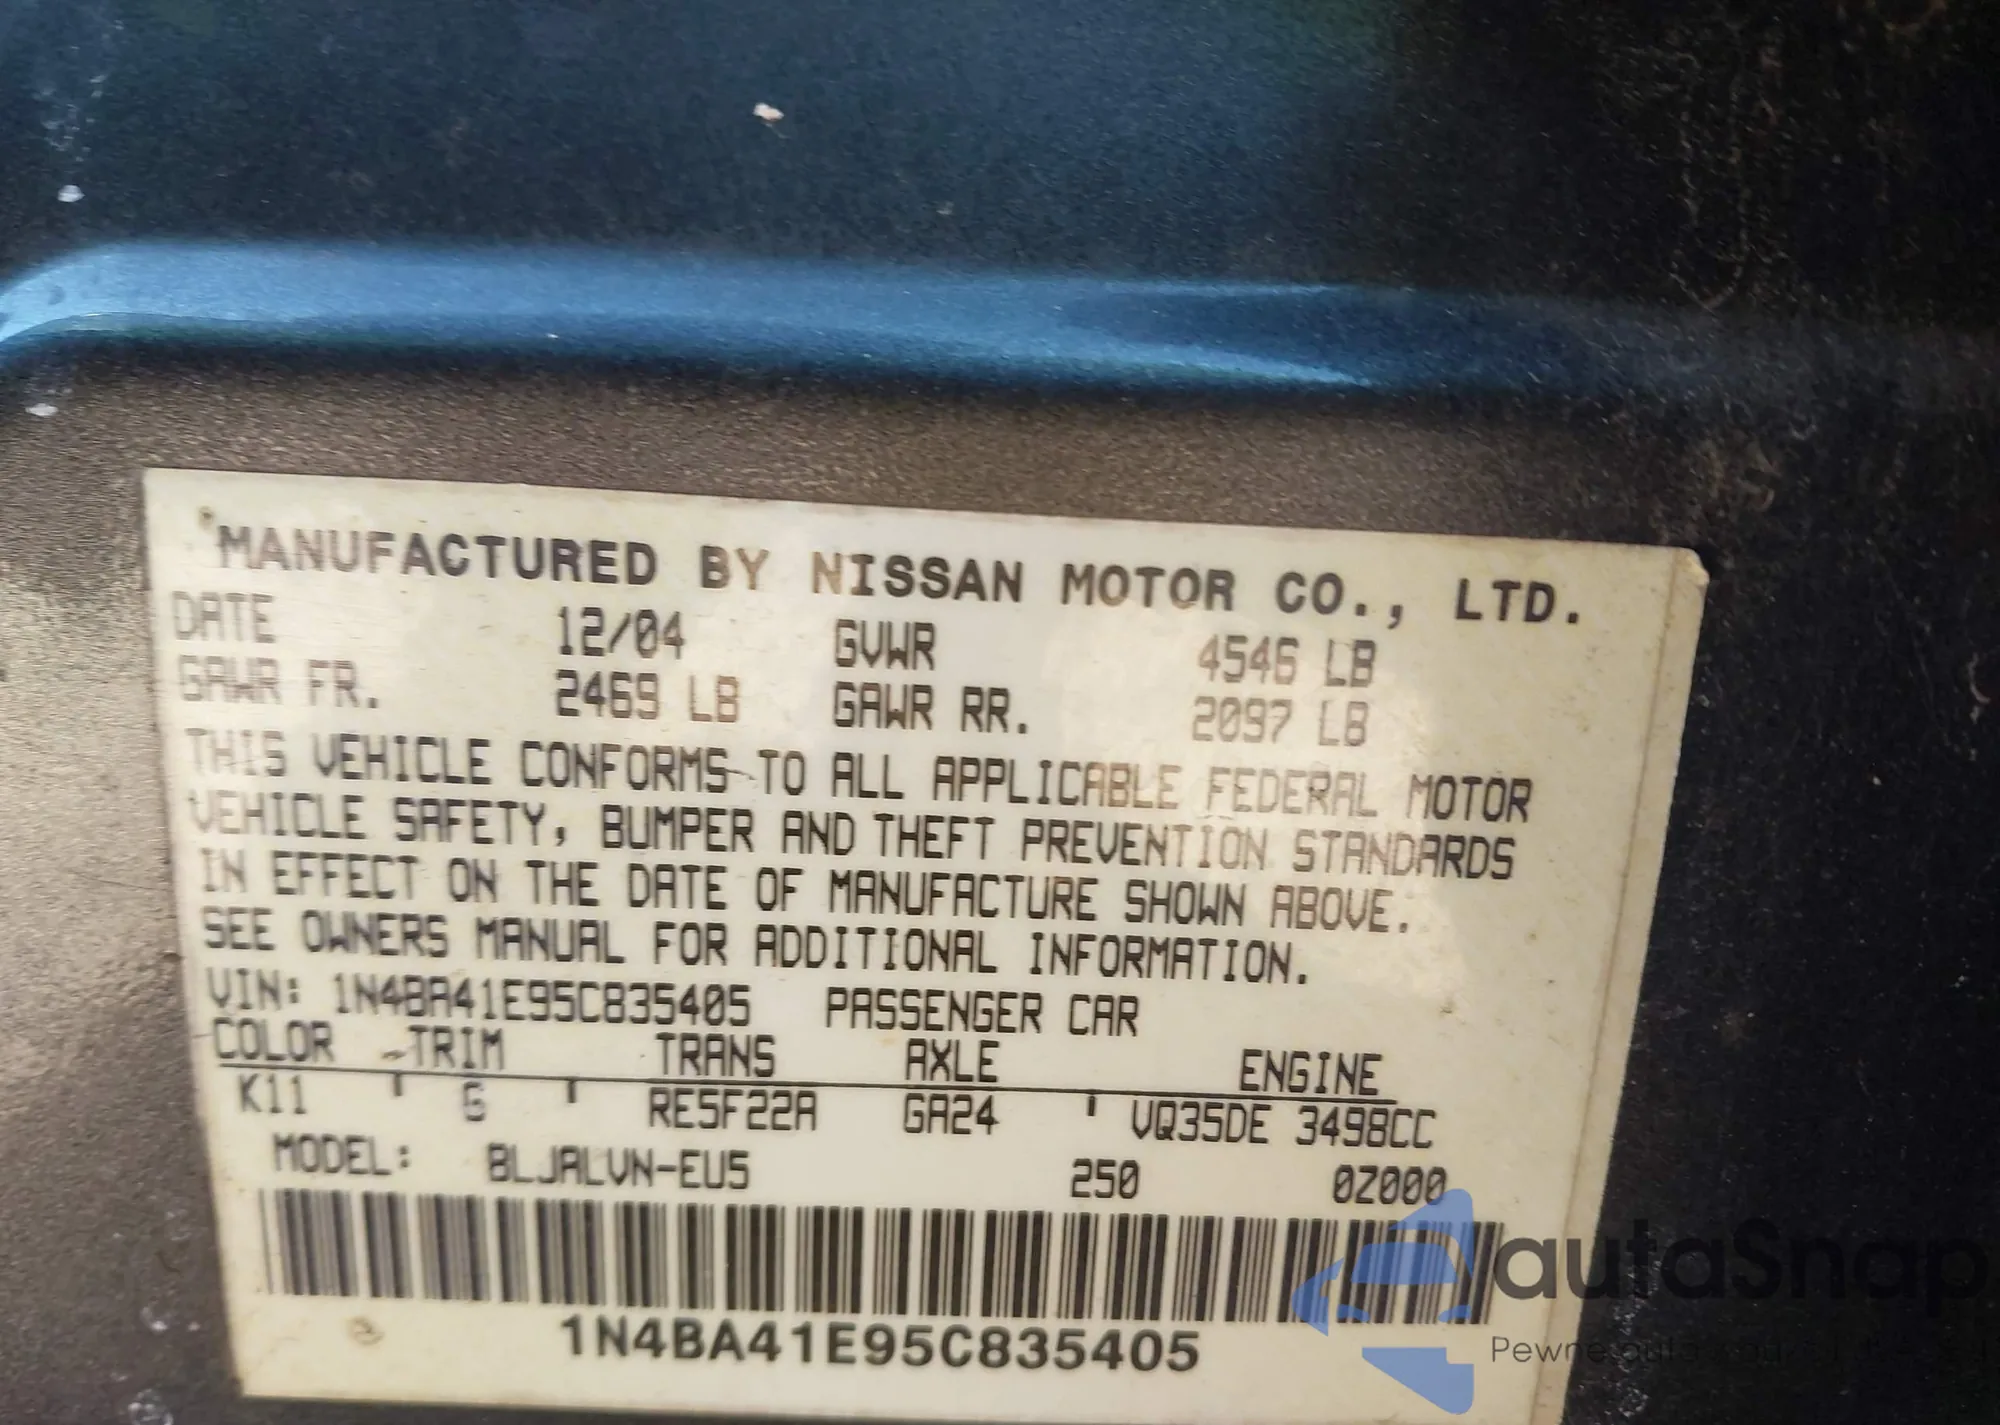 MANUFACTURED BY NISSAN MOTOR CO., LTD.
DATE 12/04 GVWR 4546 LB
GAWR FR. 2469 LB GAWR RR. 2097 LB
THIS VEHICLE CONFORMS TO ALL APPLICABLE FEDERAL MOTOR
VEHICLE SAFETY, BUMPER AND THEFT PREVENTION STANDARDS
IN EFFECT ON THE DATE OF MANUFACTURE SHOWN ABOVE.
SEE OWNERS MANUAL FOR ADDITIONAL INFORMATION.
VIN: 1N4BA41E95C835405 PASSENGER CAR
COLOR TRIM TRANS AXLE ENGINE
K11 G RE5F22A GA24 VQ35DE 3498CC
MODEL: BLJALVN-EU5 250 0Z000
1N4BA41E95C835405
autaSnap
Pewne auto